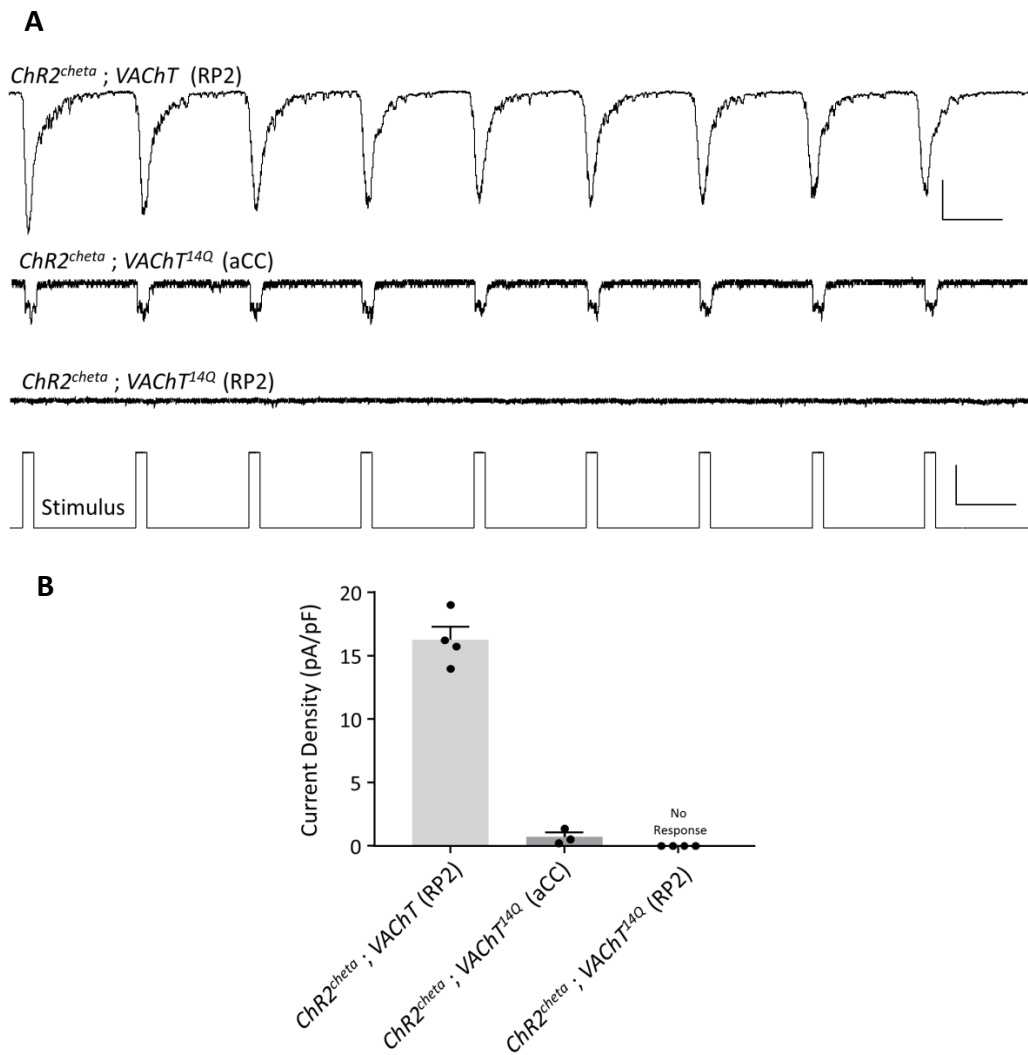 A
ChR2cheta ; VAChT (RP2)
ChR2cheta ; VAChT14Q (aCC)
ChR2cheta ; VAChT14Q (RP2)
Stimulus
B
Current Density (pA/pF)
20
15
10
5
0
No
Response
ChR2cheta ; VAChT (RP2)
ChR2cheta ; VAChT14Q (aCC)
ChR2cheta ; VAChT14Q (RP2)